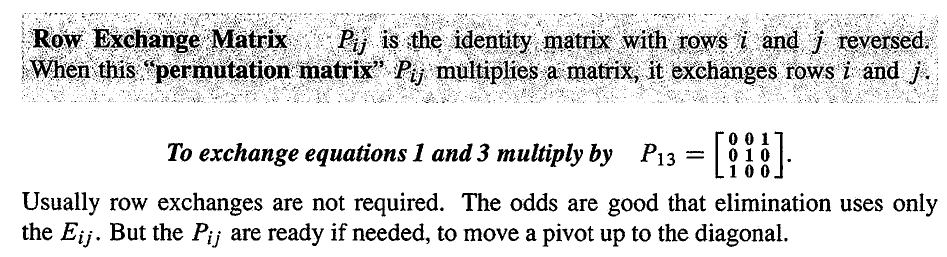 Row Exchange Matrix P_{ij} is the identity matrix with rows i and j reversed.
When this "permutation matrix" P_{ij} multiplies a matrix, it exchanges rows i and j.
To exchange equations 1 and 3 multiply by P_{13} = [0 0 1; 0 1 0; 1 0 0].
Usually row exchanges are not required. The odds are good that elimination uses only
the E_{ij}. But the P_{ij} are ready if needed, to move a pivot up to the diagonal.